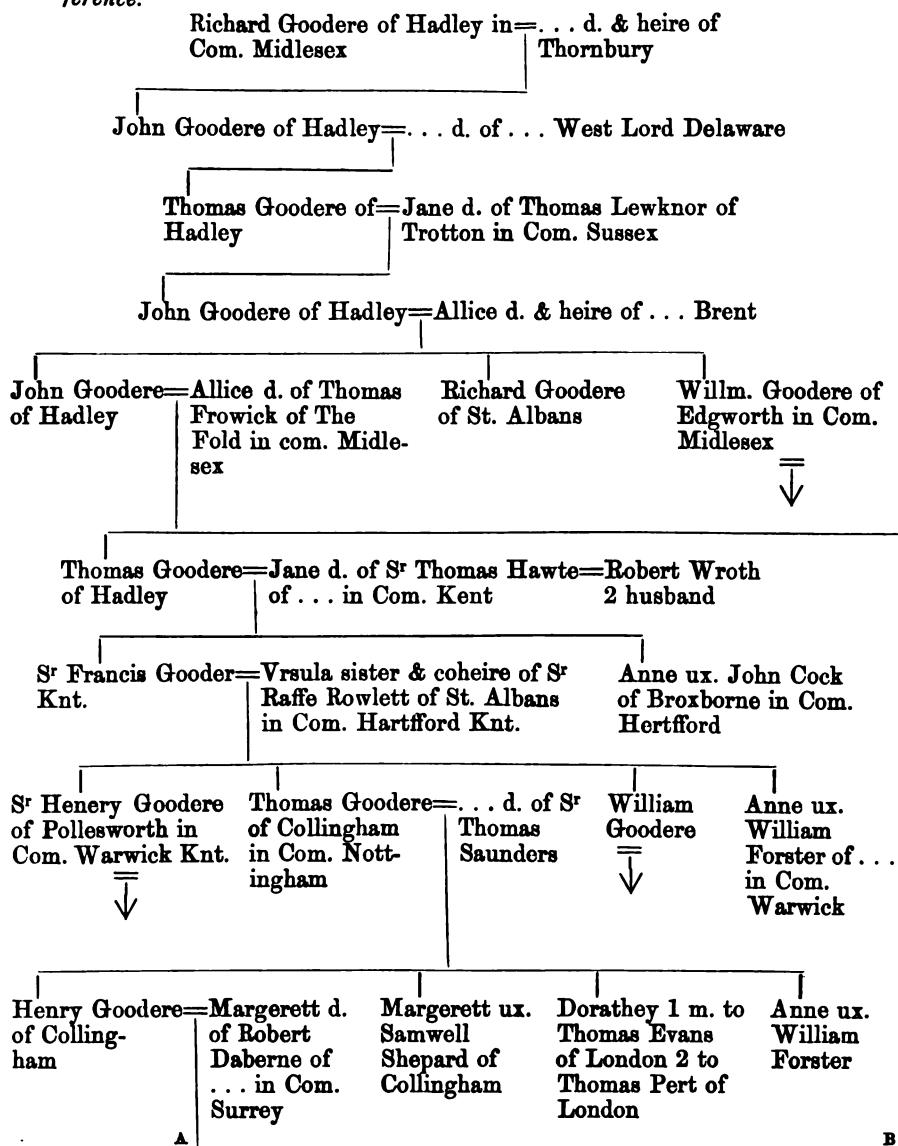 ference.
Richard Goodere of Hadley in=. . . d. & heire of
Com. Midlesex
Thornbury
John Goodere of Hadley=. . . d. of . . . West Lord Delaware
Thomas Goodere of=Jane d. of Thomas Lewknor of
Hadley
Trotton in Com. Sussex
John Goodere of Hadley=Allice d. & heire of . . . Brent
John Goodere=
of Hadley
Allice d. of Thomas
Frowick of The
Fold in com. Midle-
sex
Richard Goodere
of St. Albans
Willm. Goodere of
Edgworth in Com.
Midlesex
Thomas Goodere=
of Hadley
Jane d. of Sr Thomas Hawte=
of . . . in Com. Kent
Robert Wroth
2 husband
Sr Francis Gooder=
Knt.
Vrsula sister & coheire of Sr
Raffe Rowlett of St. Albans
in Com. Hartfford Knt.
Anne ux. John Cock
of Broxborne in Com.
Hertfford
Sr Henery Goodere
of Pollesworth in
Com. Warwick Knt.
Thomas Goodere=
of Collingham
in Com. Nott-
ingham
. . . d. of Sr
Thomas
Saunders
William
Goodere
Anne ux.
William
Forster of . . .
in Com.
Warwick
Henry Goodere=
of Colling-
ham
Margerett d.
of Robert
Daberne of
. . . in Com.
Surrey
Margerett ux.
Samwell
Shepard of
Collingham
Dorathey 1 m. to
Thomas Evans
of London 2 to
Thomas Pert of
London
Anne ux.
William
Forster
A
B